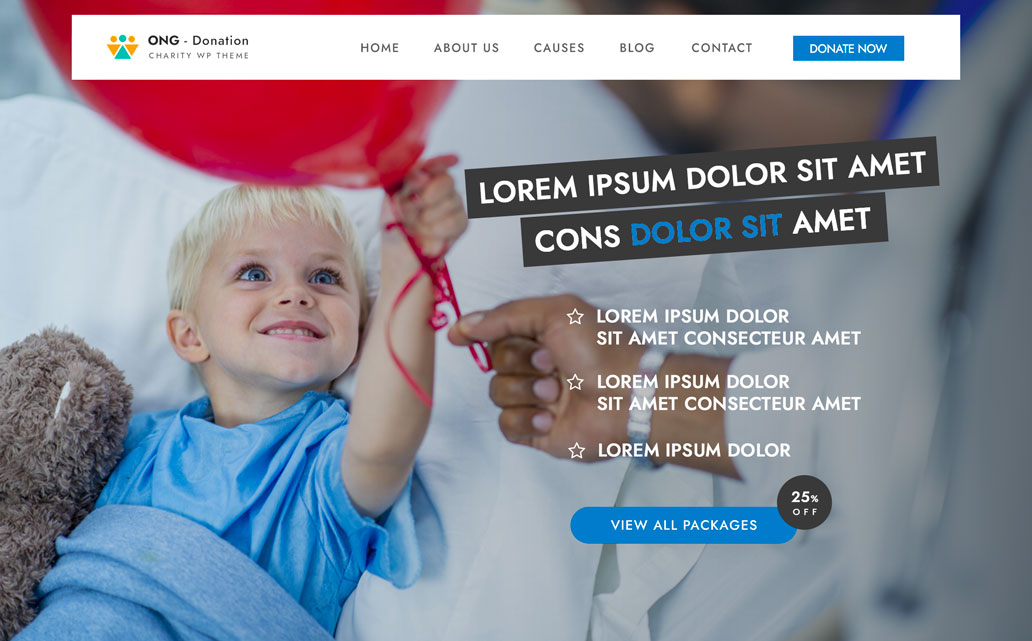 ONG - Donation
CHARITY WP THEME
HOME ABOUT US CAUSES BLOG CONTACT DONATE NOW
LOREM IPSUM DOLOR SIT AMET
CONS DOLOR SIT AMET
LOREM IPSUM DOLOR
SIT AMET CONSECTEUR AMET
LOREM IPSUM DOLOR
SIT AMET CONSECTEUR AMET
LOREM IPSUM DOLOR
25%
OFF
VIEW ALL PACKAGES